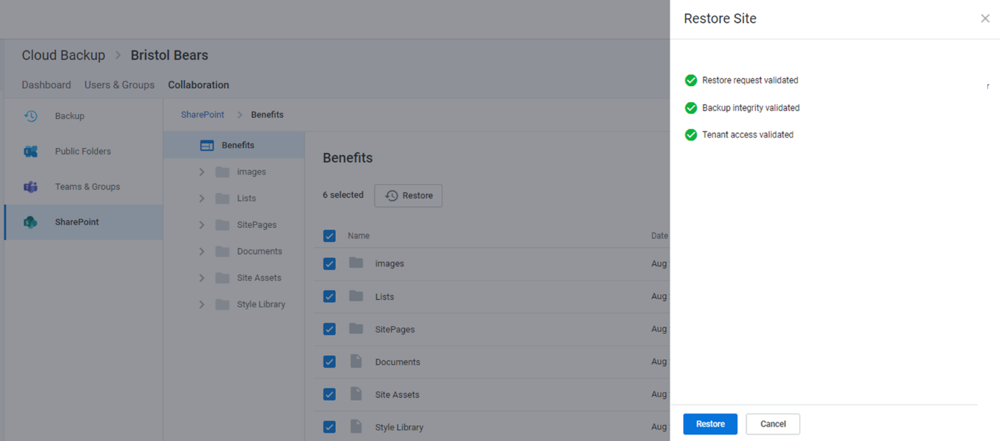 Restore Site
Cloud Backup > Bristol Bears
Dashboard Users & Groups Collaboration
Restore request validated
Backup integrity validated
Tenant access validated
Backup
Public Folders
Teams & Groups
SharePoint
SharePoint > Benefits
Benefits
images
Lists
SitePages
Documents
Site Assets
Style Library
Benefits
6 selected Restore
Name Date
images Aug
Lists Aug
SitePages Aug
Documents Aug
Site Assets Aug
Style Library Aug
Restore Cancel